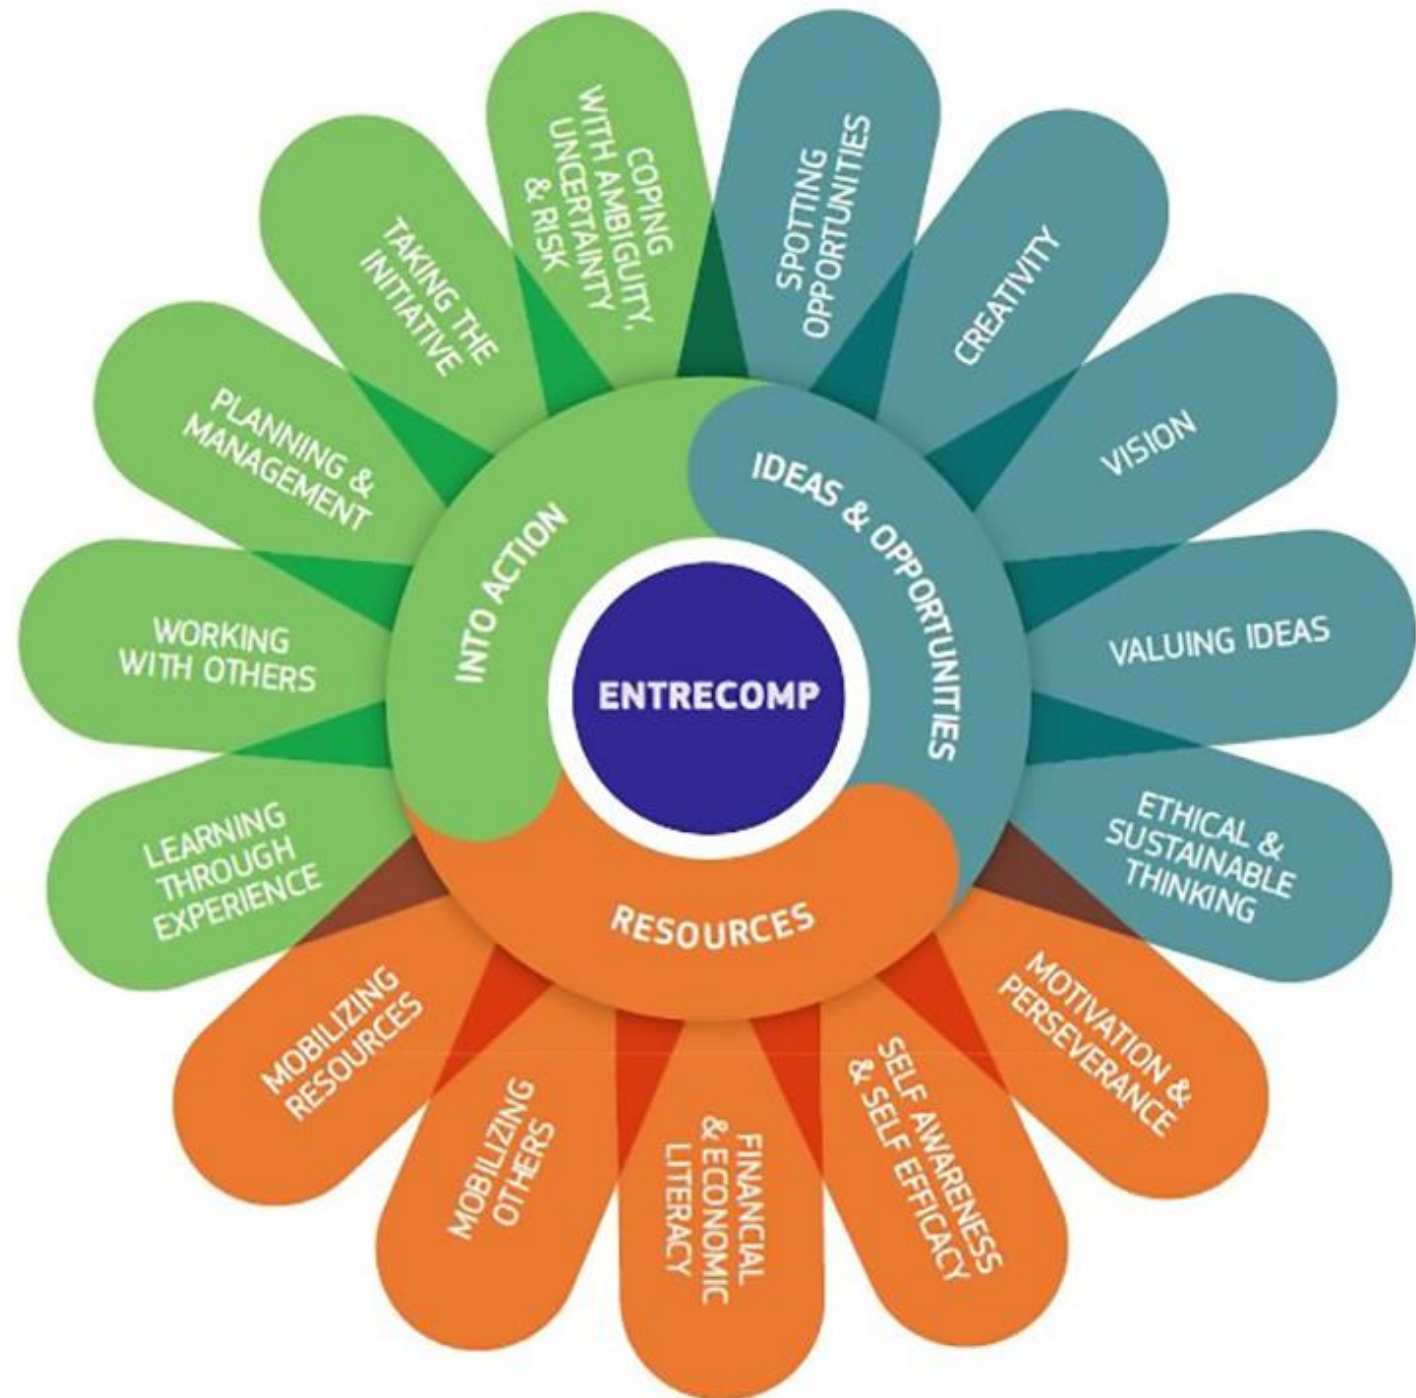 ENTRECOMP
IDEAS & OPPORTUNITIES
SPOTTING
OPPORTUNITIES
CREATIVITY
VISION
VALUING IDEAS
ETHICAL &
SUSTAINABLE
THINKING
RESOURCES
MOTIVATION &
PERSEVERANCE
SELF AWARENESS
& SELF EFFICACY
FINANCIAL
& ECONOMIC
LITERACY
MOBILIZING
OTHERS
MOBILIZING
RESOURCES
INTO ACTION
LEARNING
THROUGH
EXPERIENCE
WORKING
WITH OTHERS
PLANNING &
MANAGEMENT
TAKING THE
INITIATIVE
COPING
WITH AMBIGUITY,
UNCERTAINTY
& RISK